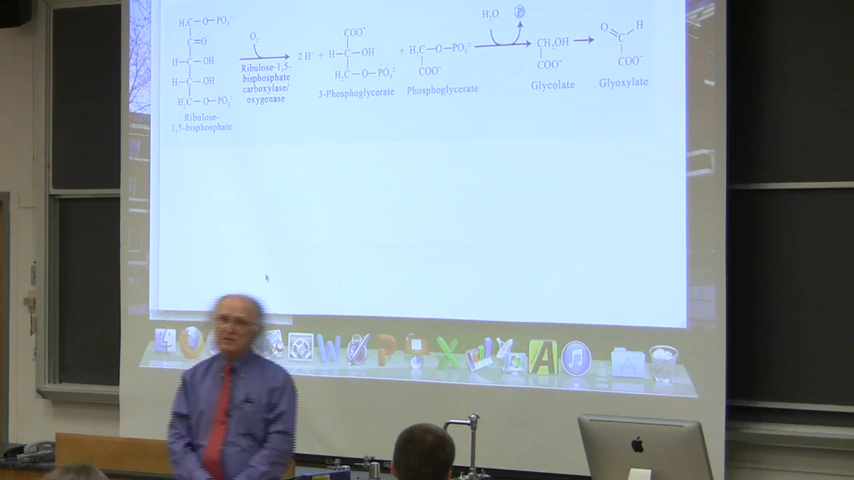 H₂C—O—PO₃²⁻
C=O
H—C—OH
H—C—OH
H₂C—O—PO₃²⁻
Ribulose-
1,5-bisphosphate
O₂
Ribulose-1,5-
bisphosphate
carboxylase/
oxygenase
2 H⁺ +
COO⁻
H—C—OH
H₂C—O—PO₃²⁻
3-Phosphoglycerate
+ H₂C—O—PO₃²⁻
COO⁻
Phosphoglycerate
H₂O
P
CH₂OH
COO⁻
Glycolate
O
H
C
COO⁻
Glyoxylate